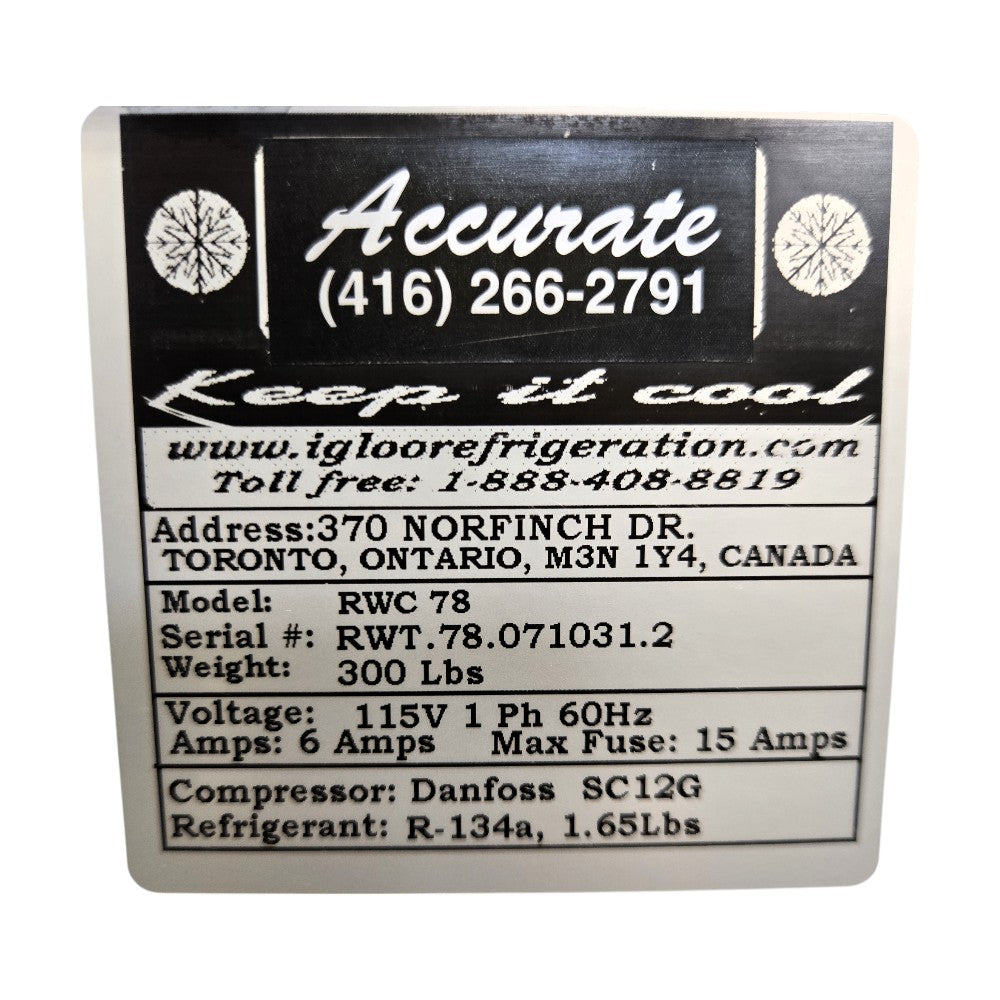 Accurate
(416) 266-2791
Keep it cool
www.igloorefrigeration.com
Toll free: 1-888-408-8819
Address:370 NORFINCH DR.
TORONTO, ONTARIO, M3N 1Y4, CANADA
Model: RWC 78
Serial #: RWT.78.071031.2
Weight: 300 Lbs
Voltage: 115V 1 Ph 60Hz
Amps: 6 Amps Max Fuse: 15 Amps
Compressor: Danfoss SC12G
Refrigerant: R-134a, 1.65Lbs